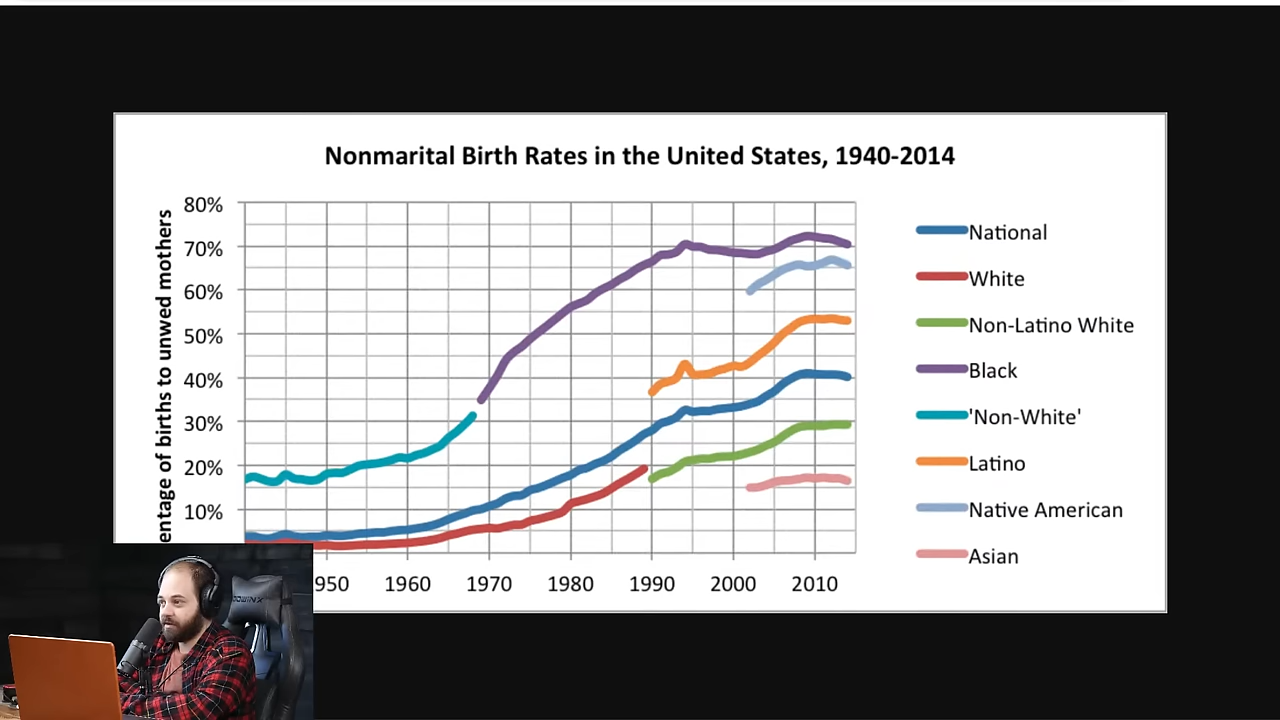 Nonmarital Birth Rates in the United States, 1940-2014
entage of births to unwed mothers
80%
70%
60%
50%
40%
30%
20%
10%
950 1960 1970 1980 1990 2000 2010
National
White
Non-Latino White
Black
'Non-White'
Latino
Native American
Asian